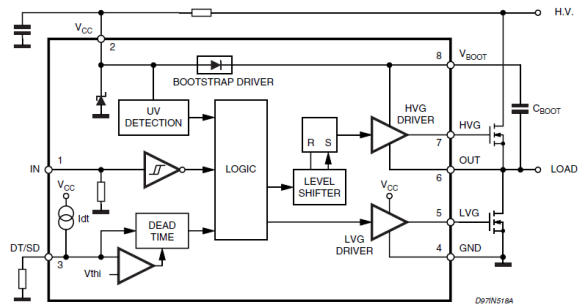 H.V.
VCC
2
8
VBOOT
BOOTSTRAP DRIVER
UV
DETECTION
HVG
DRIVER
HVG
CBOOT
R S
7
IN
1
LOGIC
OUT
6
LOAD
LEVEL
SHIFTER
VCC
Idt
VCC
DEAD
TIME
5
LVG
DT/SD
3
Vthi
LVG
DRIVER
4
GND
D97IN518A